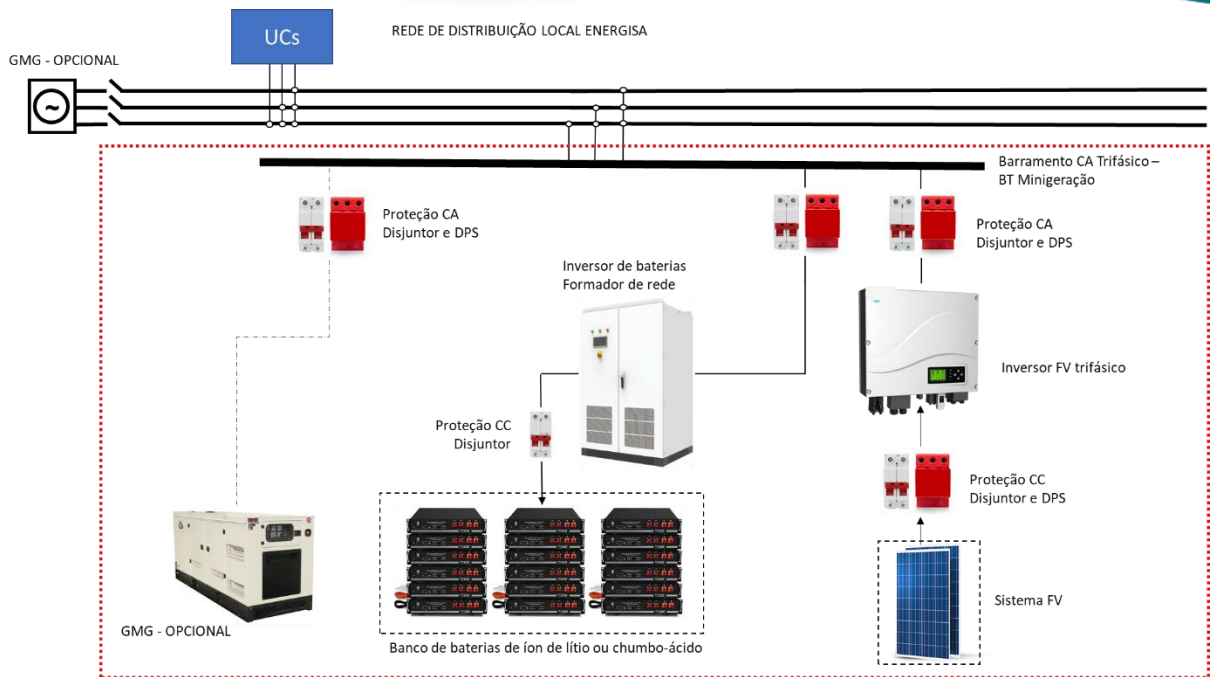 REDE DE DISTRIBUIÇÃO LOCAL ENERGISA
UCs
GMG - OPCIONAL
~
Barramento CA Trifásico –
BT Minigeração
Proteção CA
Disjuntor e DPS
Proteção CA
Disjuntor e DPS
Inversor de baterias
Formador de rede
Inversor FV trifásico
Proteção CC
Disjuntor
Proteção CC
Disjuntor e DPS
Sistema FV
GMG - OPCIONAL
Banco de baterias de íon de lítio ou chumbo-ácido